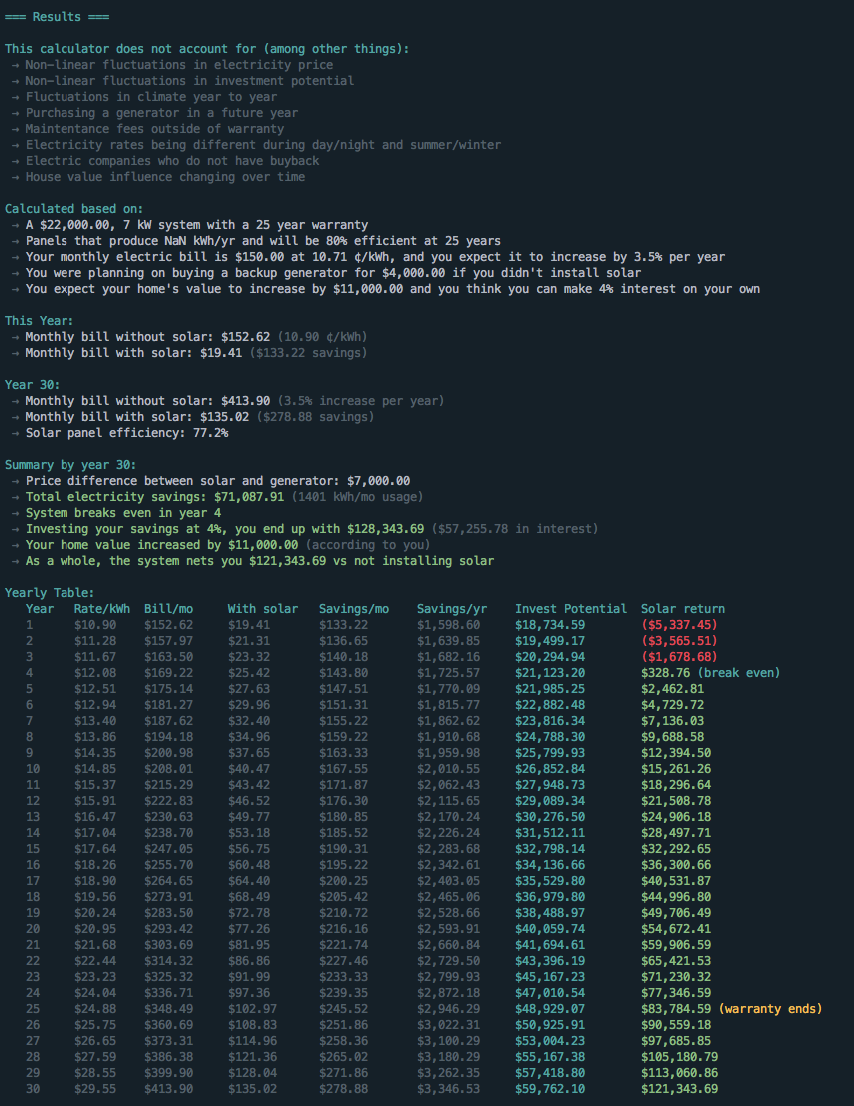 === Results ===
This calculator does not account for (among other things):
→ Non-linear fluctuations in electricity price
→ Non-linear fluctuations in investment potential
→ Fluctuations in climate year to year
→ Purchasing a generator in a future year
→ Maintentance fees outside of warranty
→ Electricity rates being different during day/night and summer/winter
→ Electric companies who do not have buyback
→ House value influence changing over time
Calculated based on:
→ A $22,000.00, 7 kW system with a 25 year warranty
→ Panels that produce NaN kWh/yr and will be 80% efficient at 25 years
→ Your monthly electric bill is $150.00 at 10.71 ¢/kWh, and you expect it to increase by 3.5% per year
→ You were planning on buying a backup generator for $4,000.00 if you didn't install solar
→ You expect your home's value to increase by $11,000.00 and you think you can make 4% interest on your own
This Year:
→ Monthly bill without solar: $152.62 (10.90 ¢/kWh)
→ Monthly bill with solar: $19.41 ($133.22 savings)
Year 30:
→ Monthly bill without solar: $413.90 (3.5% increase per year)
→ Monthly bill with solar: $135.02 ($278.88 savings)
→ Solar panel efficiency: 77.2%
Summary by year 30:
→ Price difference between solar and generator: $7,000.00
→ Total electricity savings: $71,087.91 (1401 kWh/mo usage)
→ System breaks even in year 4
→ Investing your savings at 4%, you end up with $128,343.69 ($57,255.78 in interest)
→ Your home value increased by $11,000.00 (according to you)
→ As a whole, the system nets you $121,343.69 vs not installing solar
Yearly Table:
Year Rate/kWh Bill/mo With solar Savings/mo Savings/yr Invest Potential Solar return
1 $10.90 $152.62 $19.41 $133.22 $1,598.60 $18,734.59 ($5,337.45)
2 $11.28 $157.97 $21.31 $136.65 $1,639.85 $19,499.17 ($3,565.51)
3 $11.67 $163.50 $23.32 $140.18 $1,682.16 $20,294.94 ($1,678.68)
4 $12.08 $169.22 $25.42 $143.80 $1,725.57 $21,123.20 $328.76 (break even)
5 $12.51 $175.14 $27.63 $147.51 $1,770.09 $21,985.25 $2,462.81
6 $12.94 $181.27 $29.96 $151.31 $1,815.77 $22,882.48 $4,729.72
7 $13.40 $187.62 $32.40 $155.22 $1,862.62 $23,816.34 $7,136.03
8 $13.86 $194.18 $34.96 $159.22 $1,910.68 $24,788.30 $9,688.58
9 $14.35 $200.98 $37.65 $163.33 $1,959.98 $25,799.93 $12,394.50
10 $14.85 $208.01 $40.47 $167.55 $2,010.55 $26,852.84 $15,261.26
11 $15.37 $215.29 $43.42 $171.87 $2,062.43 $27,948.73 $18,296.64
12 $15.91 $222.83 $46.52 $176.30 $2,115.65 $29,089.34 $21,508.78
13 $16.47 $230.63 $49.77 $180.85 $2,170.24 $30,276.50 $24,906.18
14 $17.04 $238.70 $53.18 $185.52 $2,226.24 $31,512.11 $28,497.71
15 $17.64 $247.05 $56.75 $190.31 $2,283.68 $32,798.14 $32,292.65
16 $18.26 $255.70 $60.48 $195.22 $2,342.61 $34,136.66 $36,300.66
17 $18.90 $264.65 $64.40 $200.25 $2,403.05 $35,529.80 $40,531.87
18 $19.56 $273.91 $68.49 $205.42 $2,465.06 $36,979.80 $44,996.80
19 $20.24 $283.50 $72.78 $210.72 $2,528.66 $38,488.97 $49,706.49
20 $20.95 $293.42 $77.26 $216.16 $2,593.91 $40,059.74 $54,672.41
21 $21.68 $303.69 $81.95 $221.74 $2,660.84 $41,694.61 $59,906.59
22 $22.44 $314.32 $86.86 $227.46 $2,729.50 $43,396.19 $65,421.53
23 $23.23 $325.32 $91.99 $233.33 $2,799.93 $45,167.23 $71,230.32
24 $24.04 $336.71 $97.36 $239.35 $2,872.18 $47,010.54 $77,346.59
25 $24.88 $348.49 $102.97 $245.52 $2,946.29 $48,929.07 $83,784.59 (warranty ends)
26 $25.75 $360.69 $108.83 $251.86 $3,022.31 $50,925.91 $90,559.18
27 $26.65 $373.31 $114.96 $258.36 $3,100.29 $53,004.23 $97,685.85
28 $27.59 $386.38 $121.36 $265.02 $3,180.29 $55,167.38 $105,180.79
29 $28.55 $399.90 $128.04 $271.86 $3,262.35 $57,418.80 $113,060.86
30 $29.55 $413.90 $135.02 $278.88 $3,346.53 $59,762.10 $121,343.69